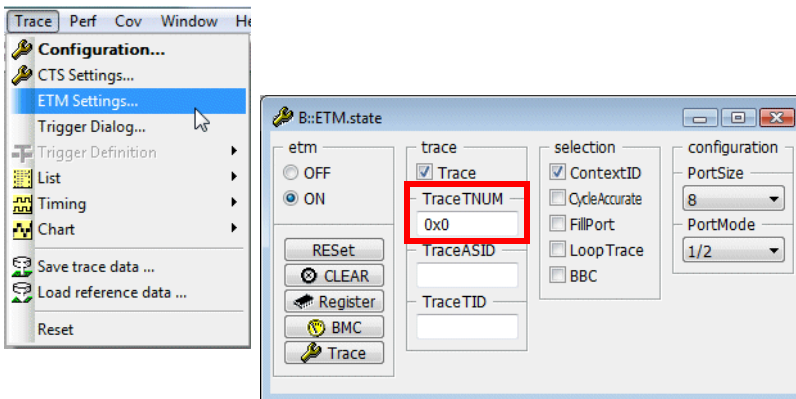 Trace Perf Cov Window He
Configuration...
CTS Settings...
ETM Settings...
Trigger Dialog...
Trigger Definition
List
Timing
Chart
Save trace data ...
Load reference data ...
Reset
B::ETM.state
etm
OFF
ON
RESet
CLEAR
Register
BMC
Trace
trace
Trace
TraceTNUM
0x0
TraceASID
TraceTID
selection
ContextID
CycleAccurate
FillPort
LoopTrace
BBC
configuration
PortSize
8
PortMode
1/2